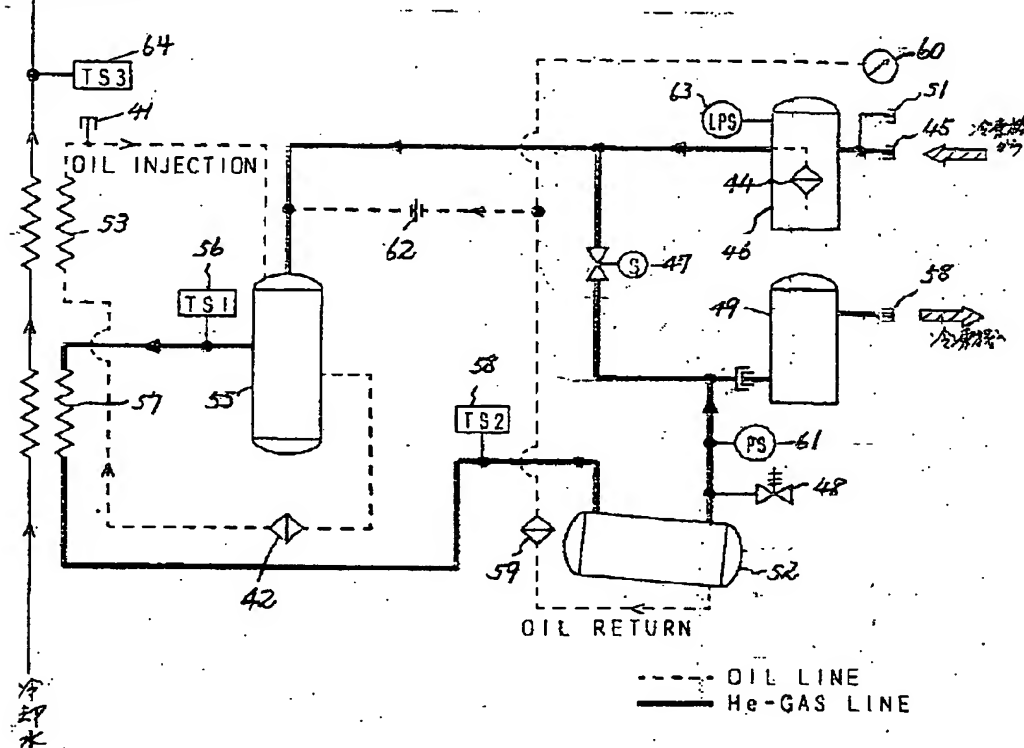 64
TS3
41
OIL INJECTION
53
56
TS1
55
57
42
62
60
63
LPS
51
45
冷凍機
から
44
46
S
47
49
58
冷凍機へ
58
TS2
PS
61
48
59
52
OIL RETURN
OIL LINE
He-GAS LINE
冷却水